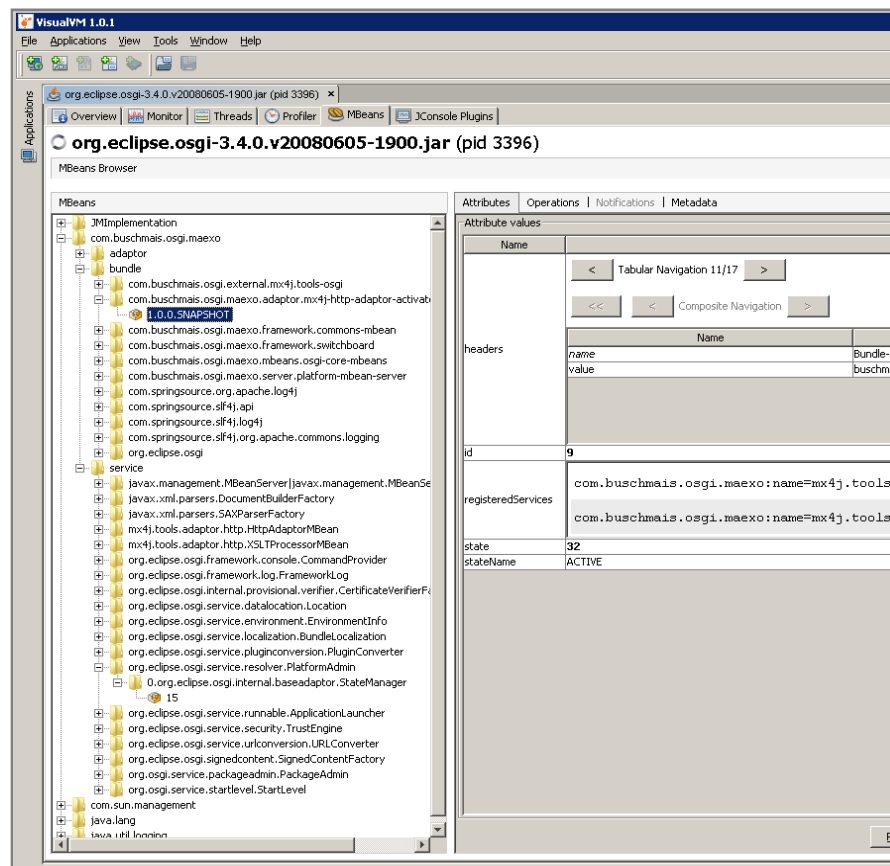 VisualVM 1.0.1
File Applications View Tools Window Help
Applications
org.eclipse.osgi-3.4.0.v20080605-1900.jar (pid 3396) ×
Overview Monitor Threads Profiler MBeans JConsole Plugins
org.eclipse.osgi-3.4.0.v20080605-1900.jar (pid 3396)
MBeans Browser
MBeans
JMImplementation
com.buschmais.osgi.maexo
adaptor
bundle
com.buschmais.osgi.external.mx4j.tools-osgi
com.buschmais.osgi.maexo.adaptor.mx4j-http-adaptor-activat
1.0.0.SNAPSHOT
com.buschmais.osgi.maexo.framework.commons-mbean
com.buschmais.osgi.maexo.framework.switchboard
com.buschmais.osgi.maexo.mbeans.osgi-core-mbeans
com.buschmais.osgi.maexo.server.platform-mbean-server
com.springsource.org.apache.log4j
com.springsource.slf4j.api
com.springsource.slf4j.log4j
com.springsource.slf4j.org.apache.commons.logging
org.eclipse.osgi
service
javax.management.MBeanServer|javax.management.MBeanSe
javax.xml.parsers.DocumentBuilderFactory
javax.xml.parsers.SAXParserFactory
mx4j.tools.adaptor.http.HttpAdaptorMBean
mx4j.tools.adaptor.http.XSLTProcessorMBean
org.eclipse.osgi.framework.console.CommandProvider
org.eclipse.osgi.framework.log.FrameworkLog
org.eclipse.osgi.internal.provisional.verifier.CertificateVerifierFa
org.eclipse.osgi.service.datalocation.Location
org.eclipse.osgi.service.environment.EnvironmentInfo
org.eclipse.osgi.service.localization.BundleLocalization
org.eclipse.osgi.service.pluginconversion.PluginConverter
org.eclipse.osgi.service.resolver.PlatformAdmin
0.org.eclipse.osgi.internal.baseadaptor.StateManager
15
org.eclipse.osgi.service.runnable.ApplicationLauncher
org.eclipse.osgi.service.security.TrustEngine
org.eclipse.osgi.service.urlconversion.URLConverter
org.eclipse.osgi.signedcontent.SignedContentFactory
org.osgi.service.packageadmin.PackageAdmin
org.osgi.service.startlevel.StartLevel
com.sun.management
java.lang
java.util.logging
Attributes Operations Notifications Metadata
Attribute values
Name
< Tabular Navigation 11/17 >
<< < Composite Navigation >
headers
Name
name Bundle-
value buschm
id 9
registeredServices
com.buschmais.osgi.maexo:name=mx4j.tools
com.buschmais.osgi.maexo:name=mx4j.tools
state 32
stateName ACTIVE